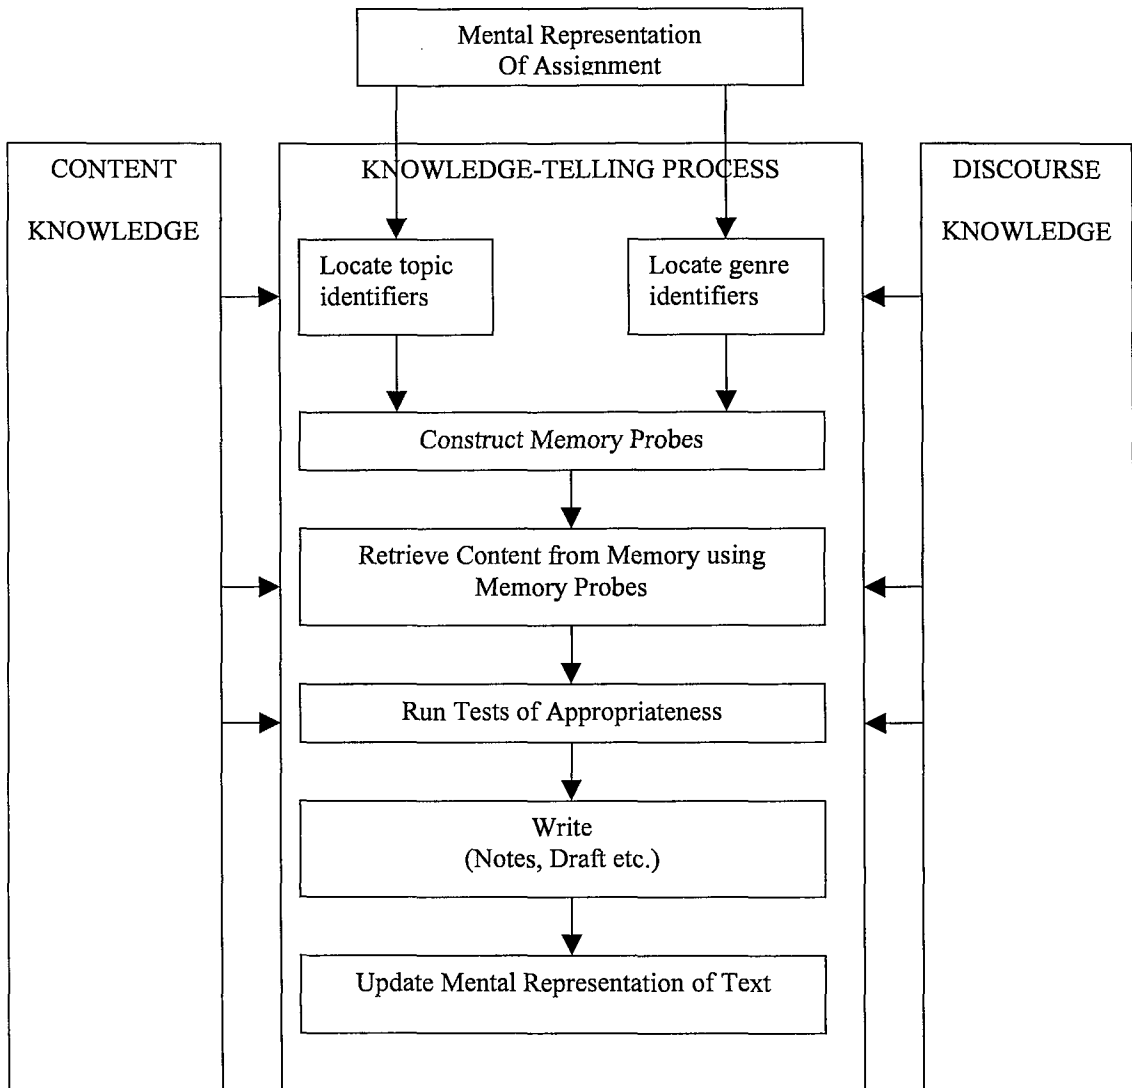 Mental Representation
Of Assignment
CONTENT
KNOWLEDGE
KNOWLEDGE-TELLING PROCESS
DISCOURSE
KNOWLEDGE
Locate topic
identifiers
Locate genre
identifiers
Construct Memory Probes
Retrieve Content from Memory using
Memory Probes
Run Tests of Appropriateness
Write
(Notes, Draft etc.)
Update Mental Representation of Text